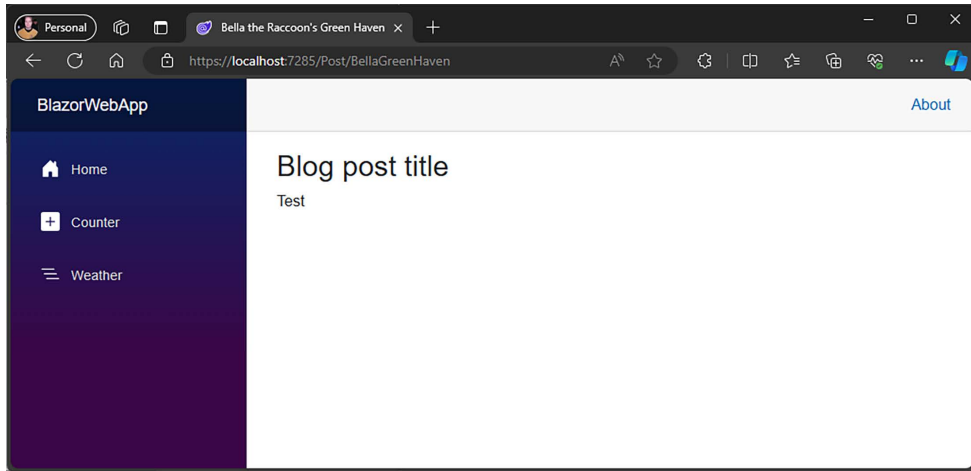 Personal
Bella the Raccoon's Green Haven
https://localhost:7285/Post/BellaGreenHaven
BlazorWebApp
About
Home
Counter
Weather
Blog post title
Test